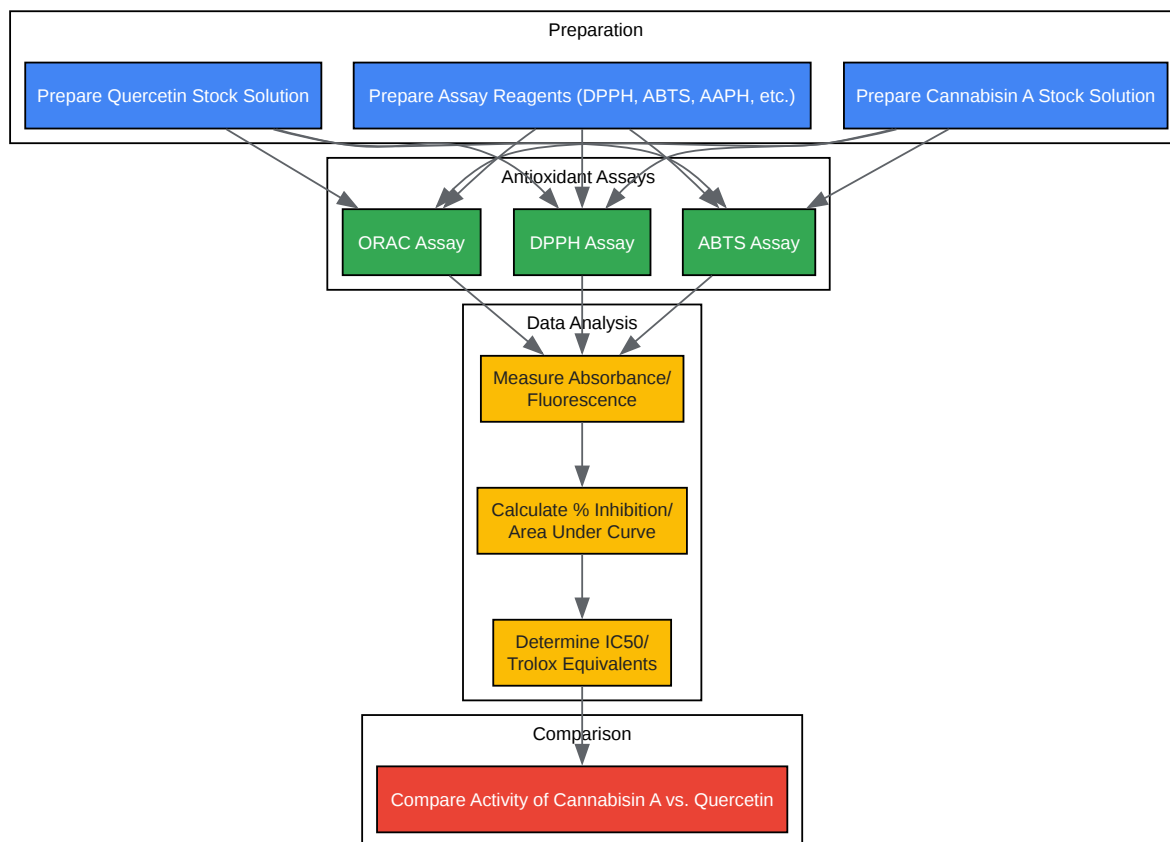 Preparation
Prepare Quercetin Stock Solution
Prepare Assay Reagents (DPPH, ABTS, AAPH, etc.)
Prepare Cannabisin A Stock Solution
Antioxidant Assays
ORAC Assay
DPPH Assay
ABTS Assay
Data Analysis
Measure Absorbance/
Fluorescence
Calculate % Inhibition/
Area Under Curve
Determine IC50/
Trolox Equivalents
Comparison
Compare Activity of Cannabisin A vs. Quercetin